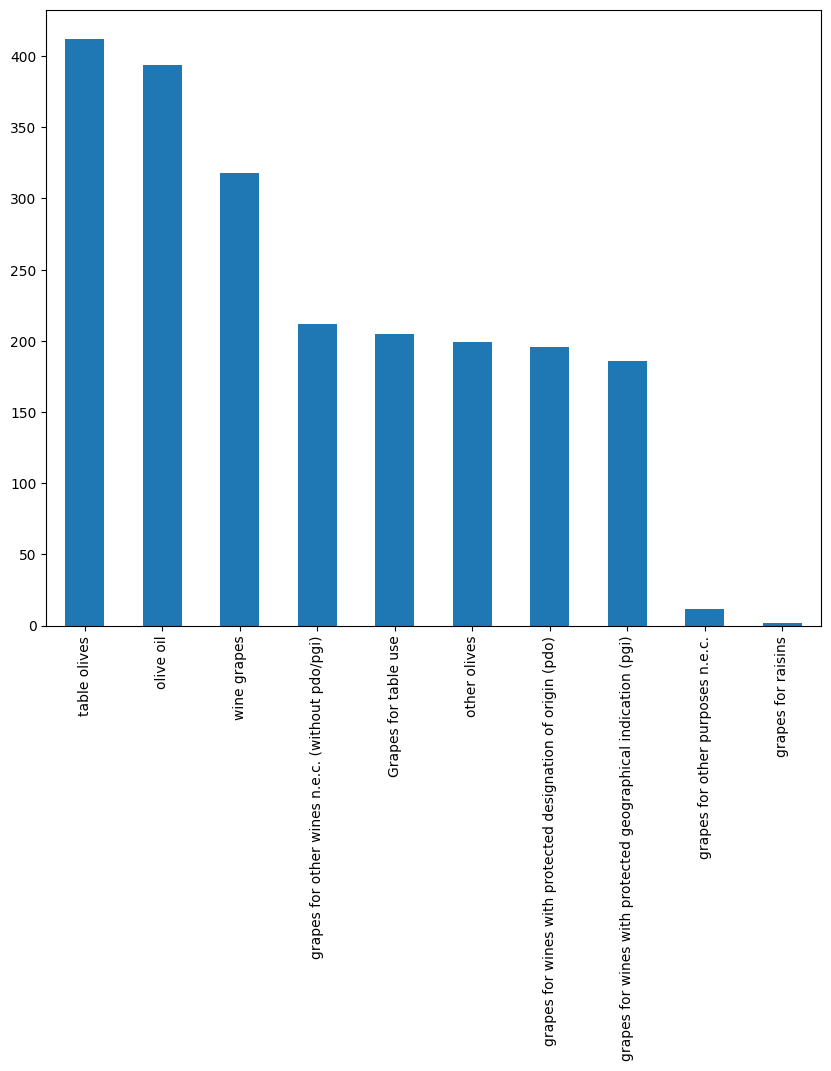 400
350
300
250
200
150
100
50
0
table olives
olive oil
wine grapes
grapes for other wines n.e.c. (without pdo/pgi)
Grapes for table use
other olives
grapes for wines with protected designation of origin (pdo)
grapes for wines with protected geographical indication (pgi)
grapes for other purposes n.e.c.
grapes for raisins